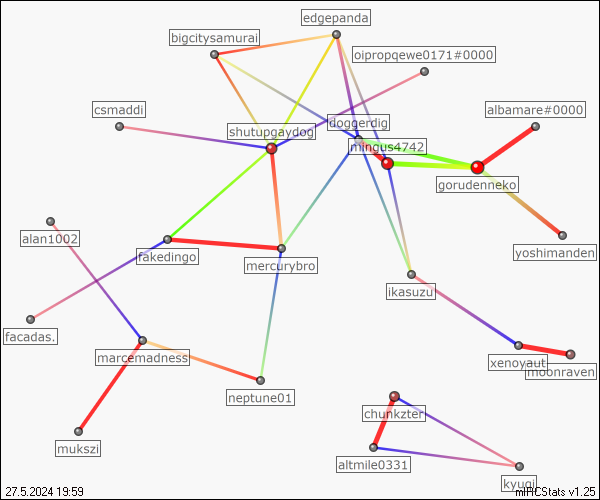 edgepanda
bigcitysamurai
oipropqewe0171#0000
csmaddi
albamare#0000
doggerdig
shutupgaydog
mingus4742
gorudenneko
alan1002
fakedingo
mercurybro
yoshimanden
ikasuzu
facadas.
marcemadness
xenoyaut
moonraven
neptune01
chunkzter
mukszi
altmile0331
kyugi
27.5.2024 19:59
mIRCStats v1.25